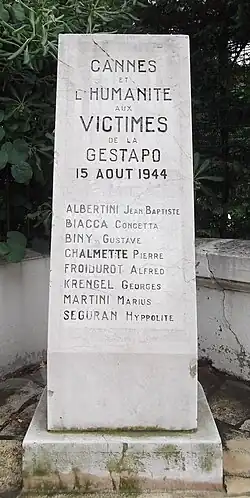 CANNES
ET
L'HUMANITE
AUX
VICTIMES
DE LA
GESTAPO
15 AOUT 1944
ALBERTINI JEAN BAPTISTE
BIACCA CONCETTA
BINY GUSTAVE
CHALMETTE PIERRE
FROIDUROT ALFRED
KRENGEL GEORGES
MARTINI MARIUS
SEGURAN HYPPOLITE